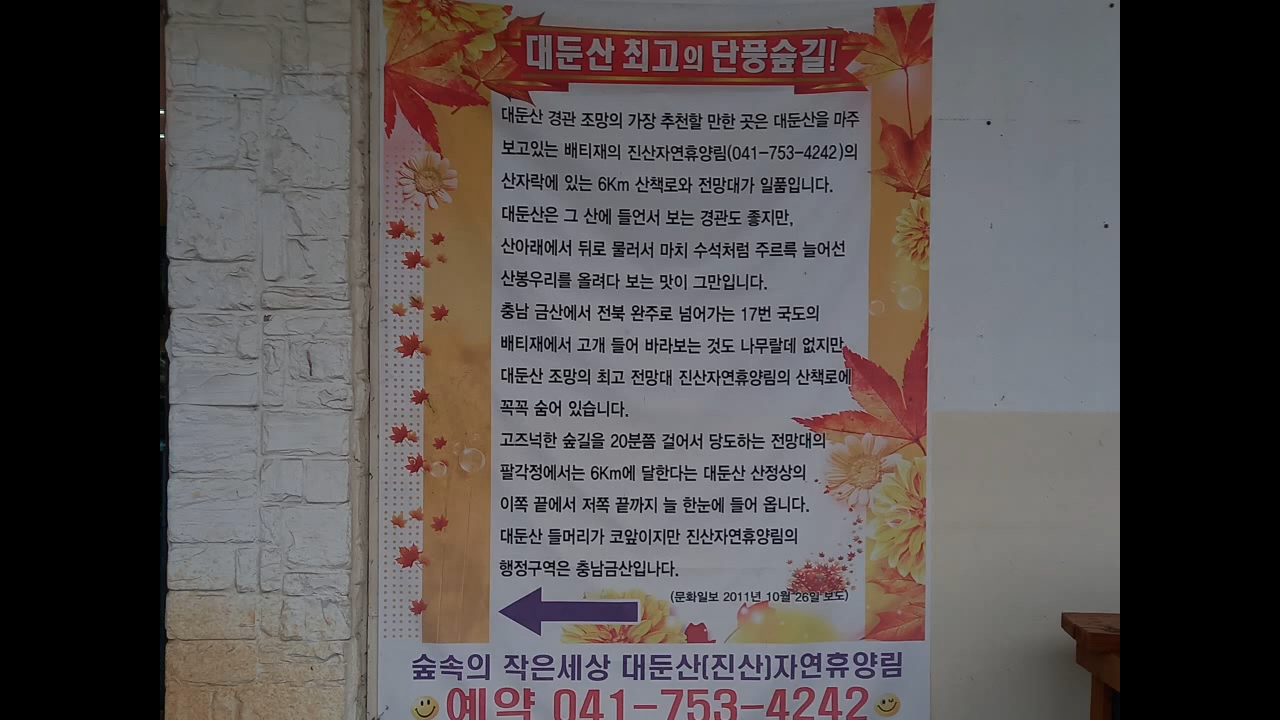 대둔산 최고의 단풍숲길!
대둔산 경관 조망의 가장 추천할 만한 곳은 대둔산을 마주
보고있는 배티재의 진산자연휴양림(041-753-4242)의
산자락에 있는 6Km 산책로와 전망대가 일품입니다.
대둔산은 그 산에 들언서 보는 경관도 좋지만,
산아래에서 뒤로 물러서 마치 수석처럼 주르륵 늘어선
산봉우리를 올려다 보는 맛이 그만입니다.
충남 금산에서 전북 완주로 넘어가는 17번 국도의
배티재에서 고개 들어 바라보는 것도 나무랄데 없지만
대둔산 조망의 최고 전망대 진산자연휴양림의 산책로에
꼭꼭 숨어 있습니다.
고즈넉한 숲길을 20분쯤 걸어서 당도하는 전망대의
팔각정에서는 6Km에 달한다는 대둔산 산정상의
이쪽 끝에서 저쪽 끝까지 늘 한눈에 들어 옵니다.
대둔산 들머리가 코앞이지만 진산자연휴양림의
행정구역은 충남금산입나다.
(문화일보 2011년 10월 26일 보도)
숲속의 작은세상 대둔산(진산)자연휴양림
예약 041-753-4242